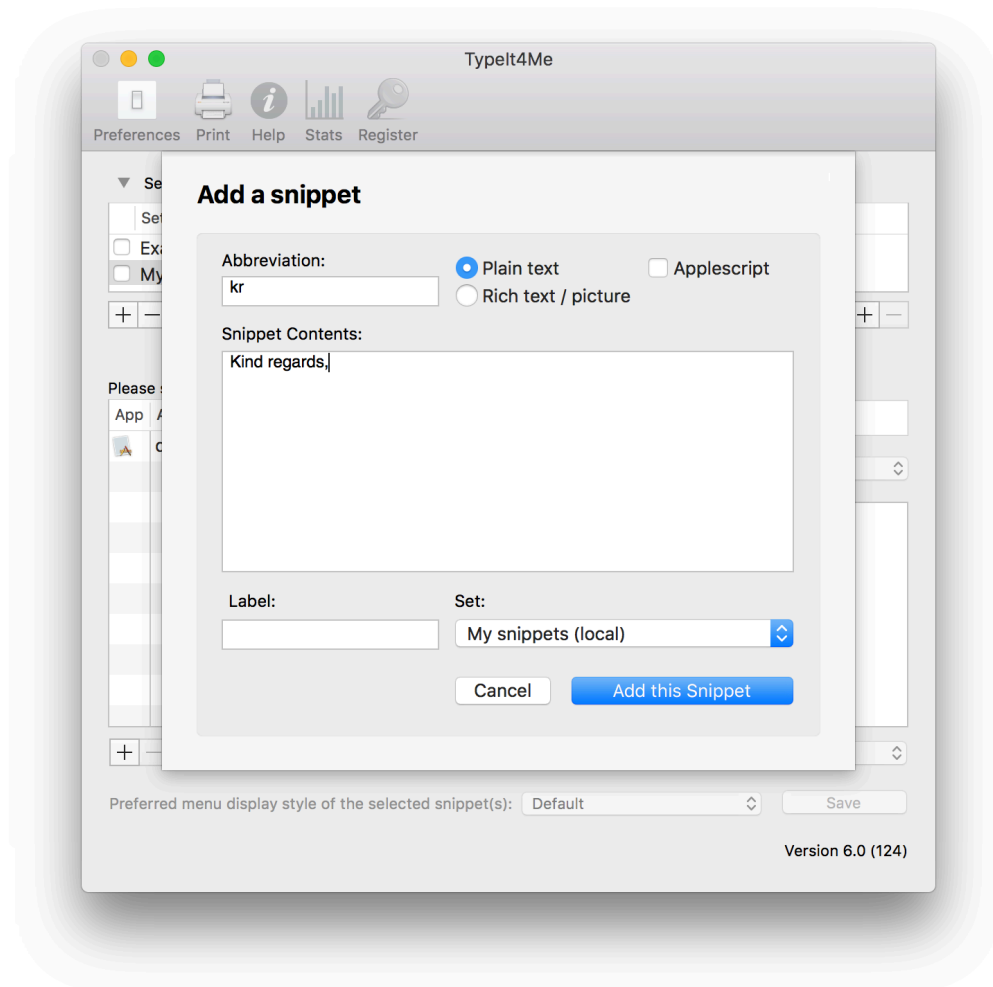 TypeIt4Me
Preferences Print Help Stats Register
Add a snippet
Abbreviation:
kr
Plain text
Applescript
Rich text / picture
Snippet Contents:
Kind regards,
Please
App
Label:
Set:
My snippets (local)
Cancel
Add this Snippet
Preferred menu display style of the selected snippet(s):
Default
Save
Version 6.0 (124)